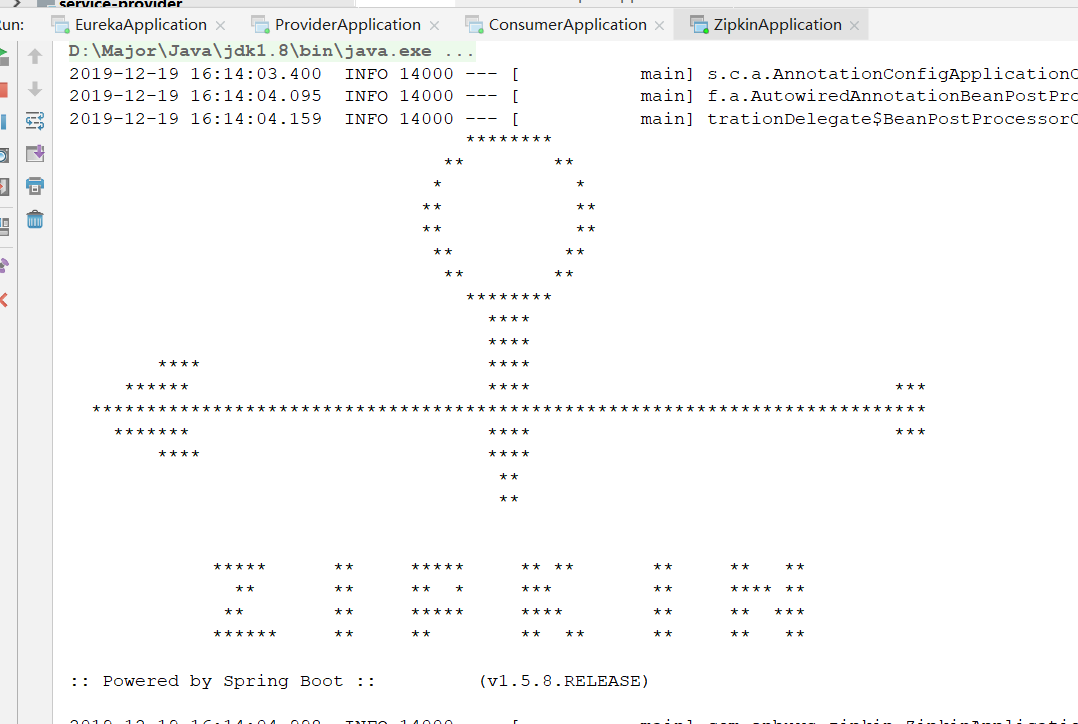 service-provider
un: EurekaApplication ProviderApplication ConsumerApplication ZipkinApplication
D:\Major\Java\jdk1.8\bin\java.exe ...
2019-12-19 16:14:03.400  INFO 14000 --- [           main] s.c.a.AnnotationConfigApplicationC
2019-12-19 16:14:04.095  INFO 14000 --- [           main] f.a.AutowiredAnnotationBeanPostPro
2019-12-19 16:14:04.159  INFO 14000 --- [           main] trationDelegate$BeanPostProcessorC
ZIPKIN
:: Powered by Spring Boot ::         (v1.5.8.RELEASE)